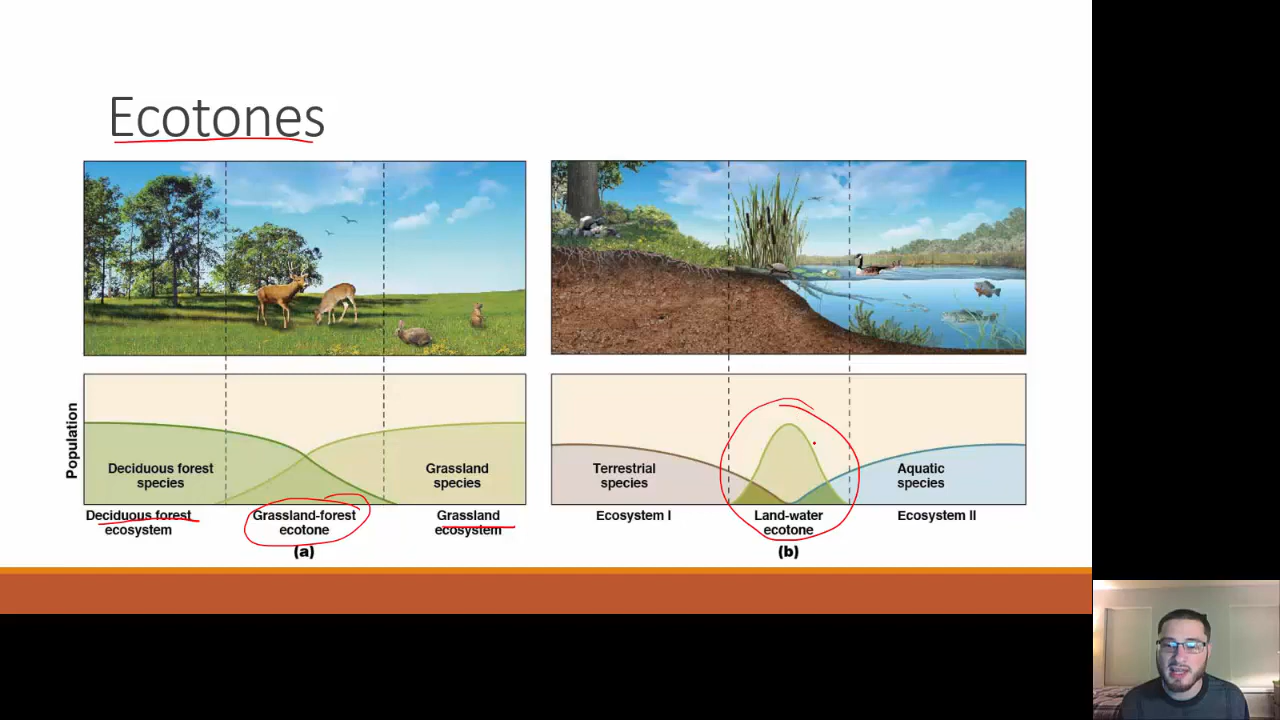 Ecotones
Population
Deciduous forest
species
Grassland
species
Deciduous forest
ecosystem
Grassland-forest
ecotone
Grassland
ecosystem
(a)
Terrestrial
species
Aquatic
species
Ecosystem I
Land-water
ecotone
Ecosystem II
(b)